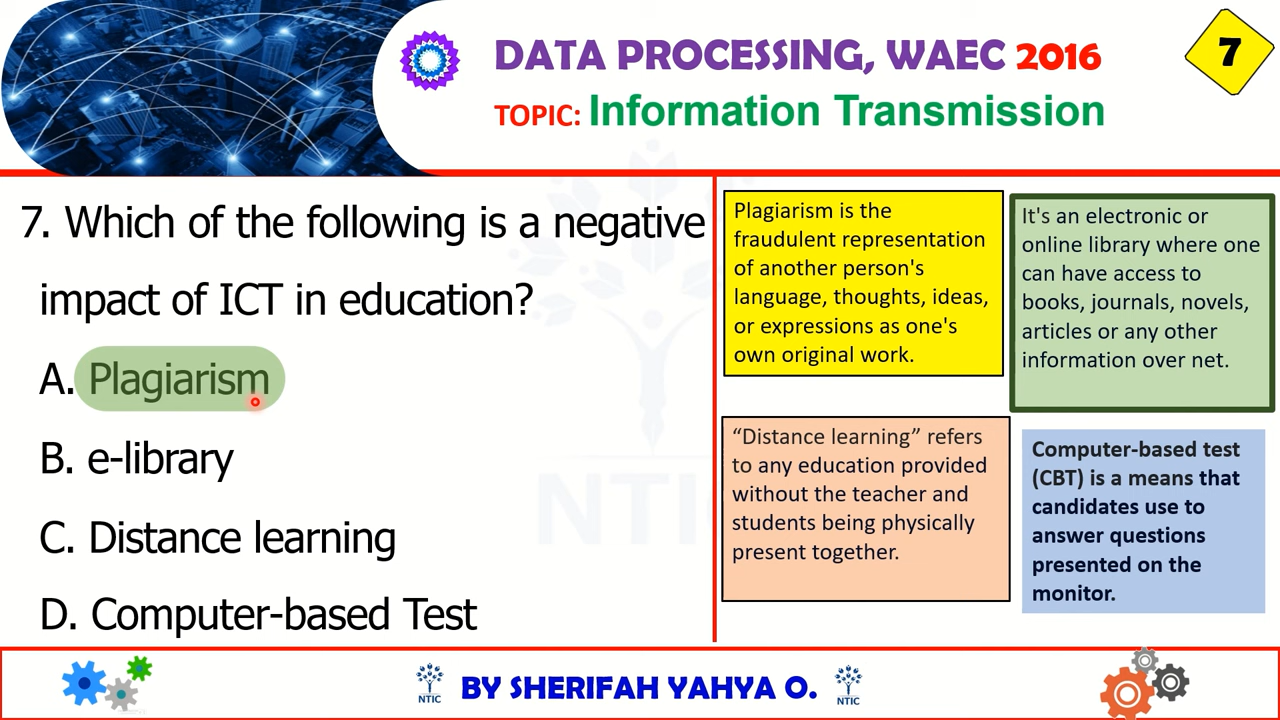 DATA PROCESSING, WAEC 2016
7
TOPIC: Information Transmission
7. Which of the following is a negative
impact of ICT in education?
A. Plagiarism
B. e-library
C. Distance learning
D. Computer-based Test
Plagiarism is the
fraudulent representation
of another person's
language, thoughts, ideas,
or expressions as one's
own original work.
It's an electronic or
online library where one
can have access to
books, journals, novels,
articles or any other
information over net.
“Distance learning” refers
to any education provided
without the teacher and
students being physically
present together.
Computer-based test
(CBT) is a means that
candidates use to
answer questions
presented on the
monitor.
NTIC
NTIC
BY SHERIFAH YAHYA O.
NTIC